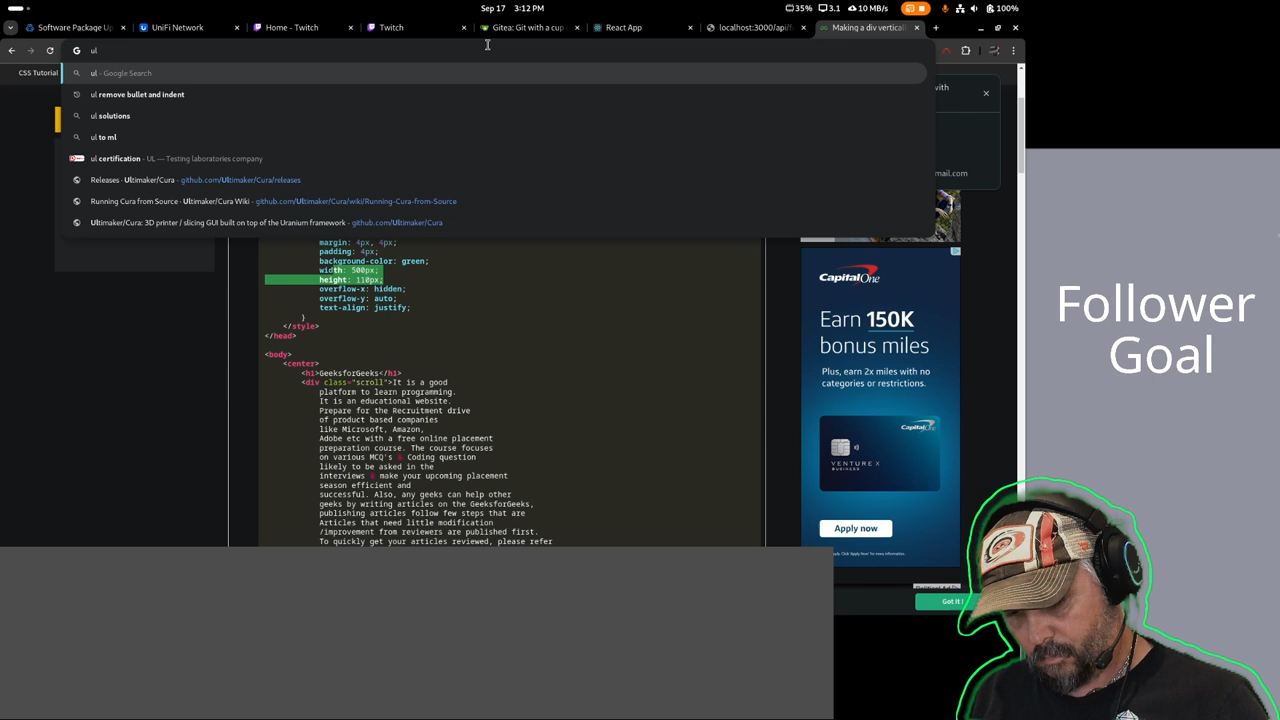 Sep 17 3:12 PM
35% 3.1 10 MB/s 100%
Software Package Up
UniFi Network
Home - Twitch
Twitch
Gitea: Git with a cup
React App
localhost:3000/api/f
Making a div verticall
ul
CSS Tutorial
ul - Google Search
ul remove bullet and indent
ul solutions
ul to ml
ul certification - UL — Testing laboratories company
Releases · Ultimaker/Cura - github.com/Ultimaker/Cura/releases
Running Cura from Source · Ultimaker/Cura Wiki - github.com/Ultimaker/Cura/wiki/Running-Cura-from-Source
Ultimaker/Cura: 3D printer / slicing GUI built on top of the Uranium framework - github.com/Ultimaker/Cura
with
mail.com
margin: 4px, 4px;
padding: 4px;
background-color: green;
width: 500px;
height: 110px;
overflow-x: hidden;
overflow-y: auto;
text-align: justify;
}
</style>
</head>
<body>
<center>
<h1>GeeksforGeeks</h1>
<div class="scroll">It is a good
platform to learn programming.
It is an educational website.
Prepare for the Recruitment drive
of product based companies
like Microsoft, Amazon,
Adobe etc with a free online placement
preparation course. The course focuses
on various MCQ's & Coding question
likely to be asked in the
interviews & make your upcoming placement
season efficient and
successful. Also, any geeks can help other
geeks by writing articles on the GeeksforGeeks,
publishing articles follow few steps that are
Articles that need little modification
/improvement from reviewers are published first.
To quickly get your articles reviewed, please refer
Capital One
Earn 150K
bonus miles
Plus, earn 2x miles with no
categories or restrictions.
Capital One
VENTURE X
BUSINESS
Apply now
Got it !
Follower
Goal